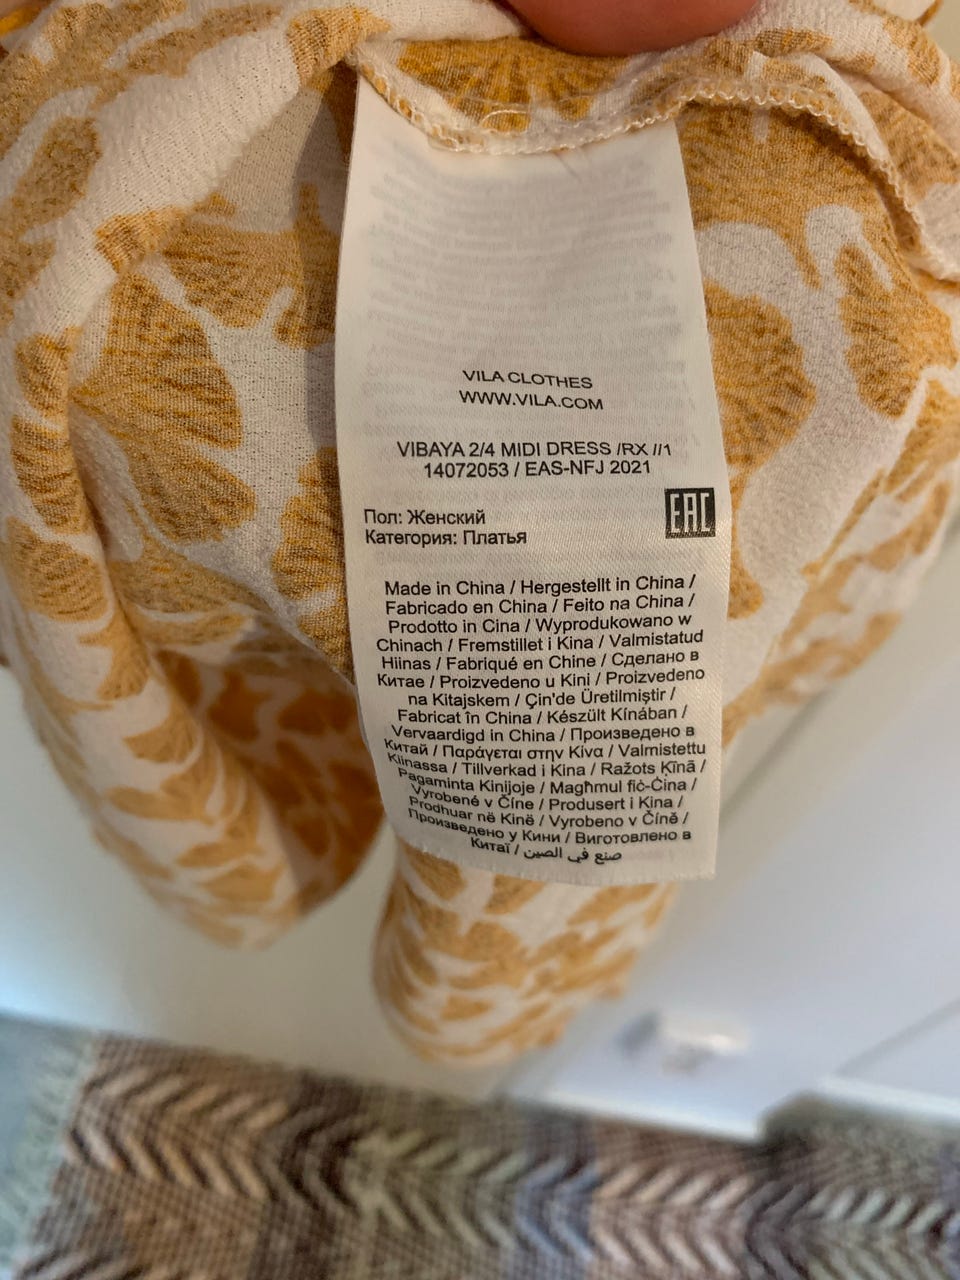 VILA CLOTHES
WWW.VILA.COM
VIBAYA 2/4 MIDI DRESS /RX //1
14072053 / EAS-NFJ 2021
EAC
Пол: Женский
Категория: Платья
Made in China / Hergestellt in China /
Fabricado en China / Feito na China /
Prodotto in Cina / Wyprodukowano w
Chinach / Fremstillet i Kina / Valmistatud
Hiinas / Fabriqué en Chine / Сделано в
Китае / Proizvedeno u Kini / Proizvedeno
na Kitajskem / Çin'de Üretilmiştir /
Fabricat în China / Készült Kínában /
Vervaardigd in China / Произведено в
Китай / Παράγεται στην Κίνα / Valmistettu
Kiinassa / Tillverkad i Kina / Ražots Ķīnā /
Pagaminta Kinijoje / Magħmul fiċ-Ċina /
Vyrobené v Číne / Produsert i Kina /
Prodhuar në Kinë / Vyrobeno v Číně /
Произведено у Кини / Виготовлено в
Китаї / صنع في الصين